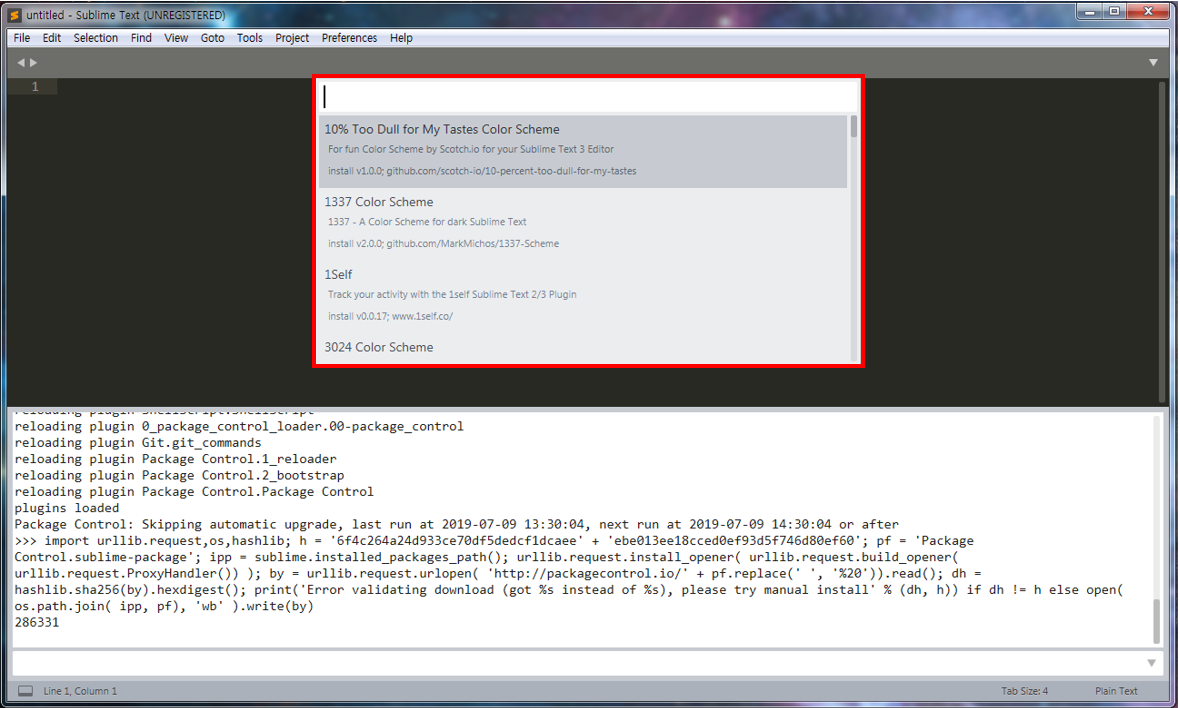 untitled - Sublime Text (UNREGISTERED)
File Edit Selection Find View Goto Tools Project Preferences Help
1
10% Too Dull for My Tastes Color Scheme
For fun Color Scheme by Scotch.io for your Sublime Text 3 Editor
install v1.0.0; github.com/scotch-io/10-percent-too-dull-for-my-tastes
1337 Color Scheme
1337 - A Color Scheme for dark Sublime Text
install v2.0.0; github.com/MarkMichos/1337-Scheme
1Self
Track your activity with the 1self Sublime Text 2/3 Plugin
install v0.0.17; www.1self.co/
3024 Color Scheme
reloading plugin ShellScript.ShellScript
reloading plugin 0_package_control_loader.00-package_control
reloading plugin Git.git_commands
reloading plugin Package Control.1_reloader
reloading plugin Package Control.2_bootstrap
reloading plugin Package Control.Package Control
plugins loaded
Package Control: Skipping automatic upgrade, last run at 2019-07-09 13:30:04, next run at 2019-07-09 14:30:04 or after
>>> import urllib.request,os,hashlib; h = '6f4c264a24d933ce70df5dedcf1dcaee' + 'ebe013ee18cced0ef93d5f746d80ef60'; pf = 'Package
Control.sublime-package'; ipp = sublime.installed_packages_path(); urllib.request.install_opener( urllib.request.build_opener(
urllib.request.ProxyHandler()) ); by = urllib.request.urlopen( 'http://packagecontrol.io/' + pf.replace(' ', '%20')).read(); dh =
hashlib.sha256(by).hexdigest(); print('Error validating download (got %s instead of %s), please try manual install' % (dh, h)) if dh != h else open(
os.path.join( ipp, pf), 'wb' ).write(by)
286331
Line 1, Column 1
Tab Size: 4
Plain Text